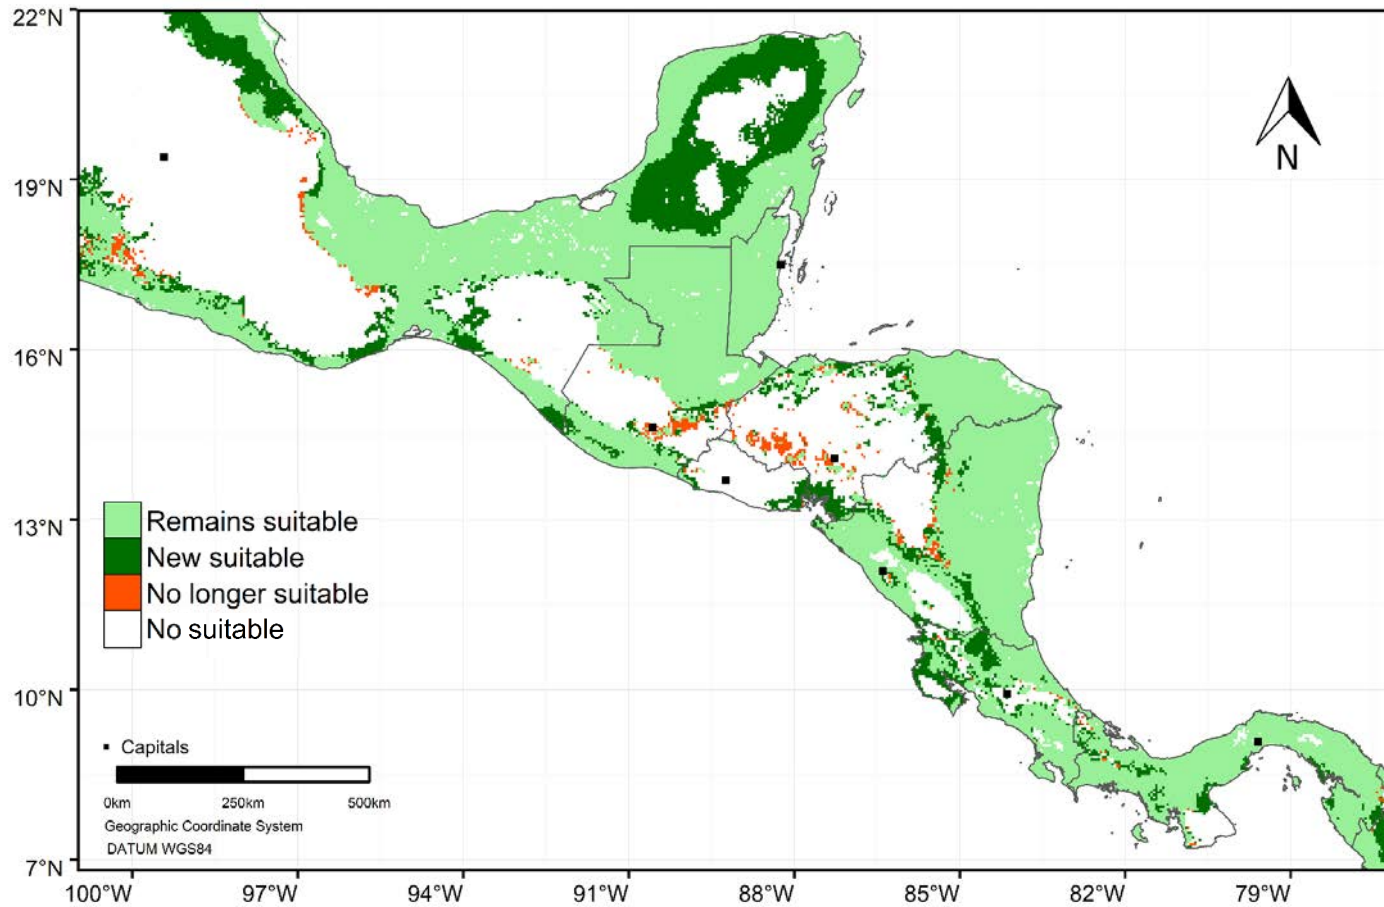 22°N
19°N
16°N
13°N
10°N
7°N
N
Remains suitable
New suitable
No longer suitable
No suitable
Capitals
0km 250km 500km
Geographic Coordinate System
DATUM WGS84
100°W 97°W 94°W 91°W 88°W 85°W 82°W 79°W